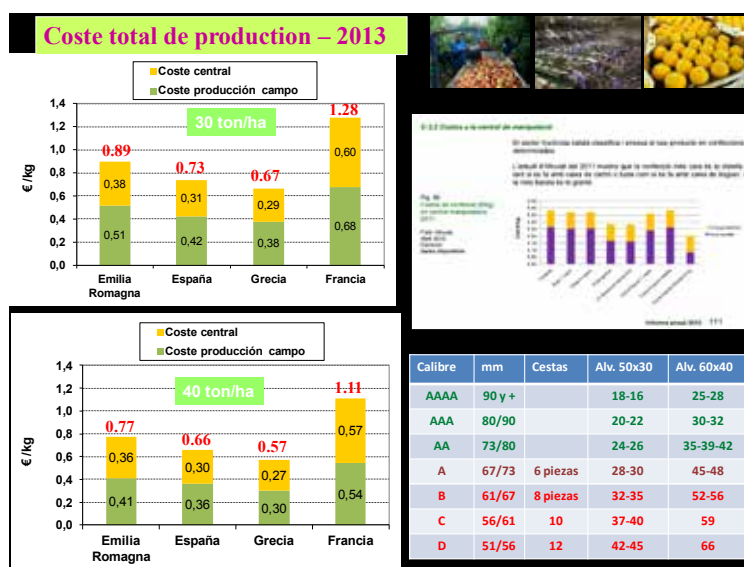 Coste total de production – 2013
Coste central
Coste producción campo
30 ton/ha
€ /kg
1,4
1,2
1,0
0,8
0,6
0,4
0,2
0,0
0.89
0.73
0.67
1.28
0,38
0,31
0,29
0,60
0,51
0,42
0,38
0,68
Emilia
Romagna
España
Grecia
Francia
Coste central
Coste producción campo
40 ton/ha
€ /kg
1,4
1,2
1,0
0,8
0,6
0,4
0,2
0,0
0.77
0.66
0.57
1.11
0,36
0,30
0,27
0,57
0,41
0,36
0,30
0,54
Emilia
Romagna
España
Grecia
Francia
Calibre mm Cestas Alv. 50x30 Alv. 60x40
AAAA 90 y + 18-16 25-28
AAA 80/90 20-22 30-32
AA 73/80 24-26 35-39-42
A 67/73 6 piezas 28-30 45-48
B 61/67 8 piezas 32-35 52-56
C 56/61 10 37-40 59
D 51/56 12 42-45 66